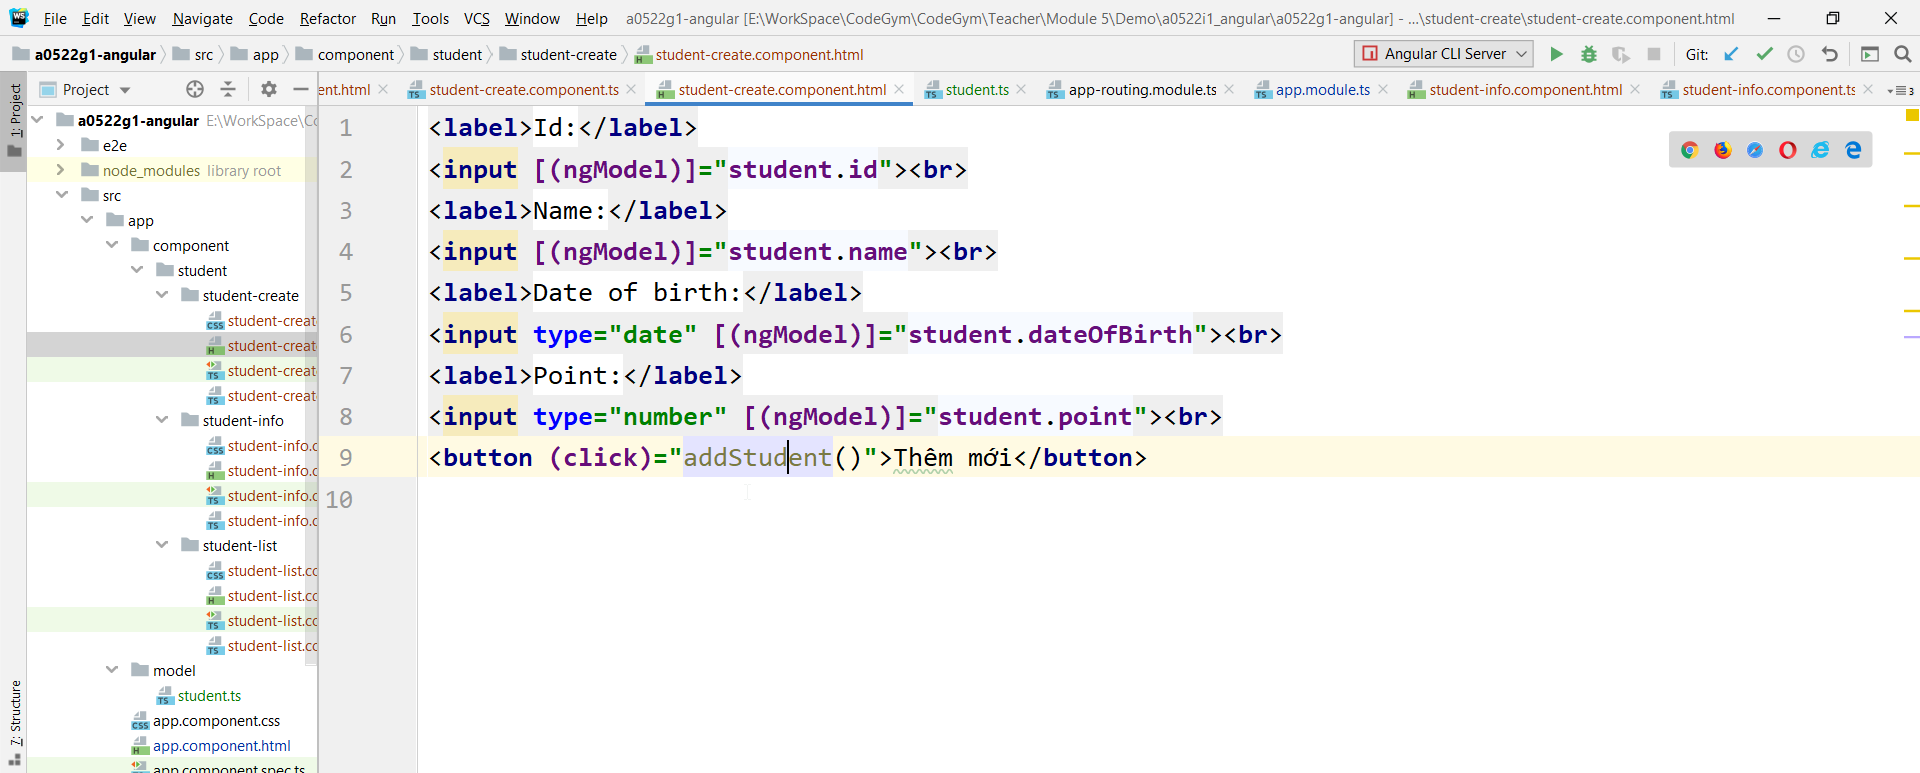 File Edit View Navigate Code Refactor Run Tools VCS Window Help a0522g1-angular [E:\WorkSpace\CodeGym\CodeGym\Teacher\Module 5\Demo\a0522i1_angular\a0522g1-angular] - ...\student-create\student-create.component.html
a0522g1-angular src app component student student-create student-create.component.html Angular CLI Server Git:
Project ent.html student-create.component.ts student-create.component.html student.ts app-routing.module.ts app.module.ts student-info.component.html student-info.component.ts 3
1: Project
7: Structure
a0522g1-angular E:\WorkSpace\Co
e2e
node_modules library root
src
app
component
student
student-create
student-creat
student-creat
student-creat
student-creat
student-info
student-info.c
student-info.c
student-info.c
student-info.c
student-list
student-list.cc
student-list.cc
student-list.cc
student-list.cc
model
student.ts
app.component.css
app.component.html
app.component.spec.ts
1 <label>Id:</label>
2 <input [(ngModel)]="student.id"><br>
3 <label>Name:</label>
4 <input [(ngModel)]="student.name"><br>
5 <label>Date of birth:</label>
6 <input type="date" [(ngModel)]="student.dateOfBirth"><br>
7 <label>Point:</label>
8 <input type="number" [(ngModel)]="student.point"><br>
9 <button (click)="addStudent()">Thêm mới</button>
10